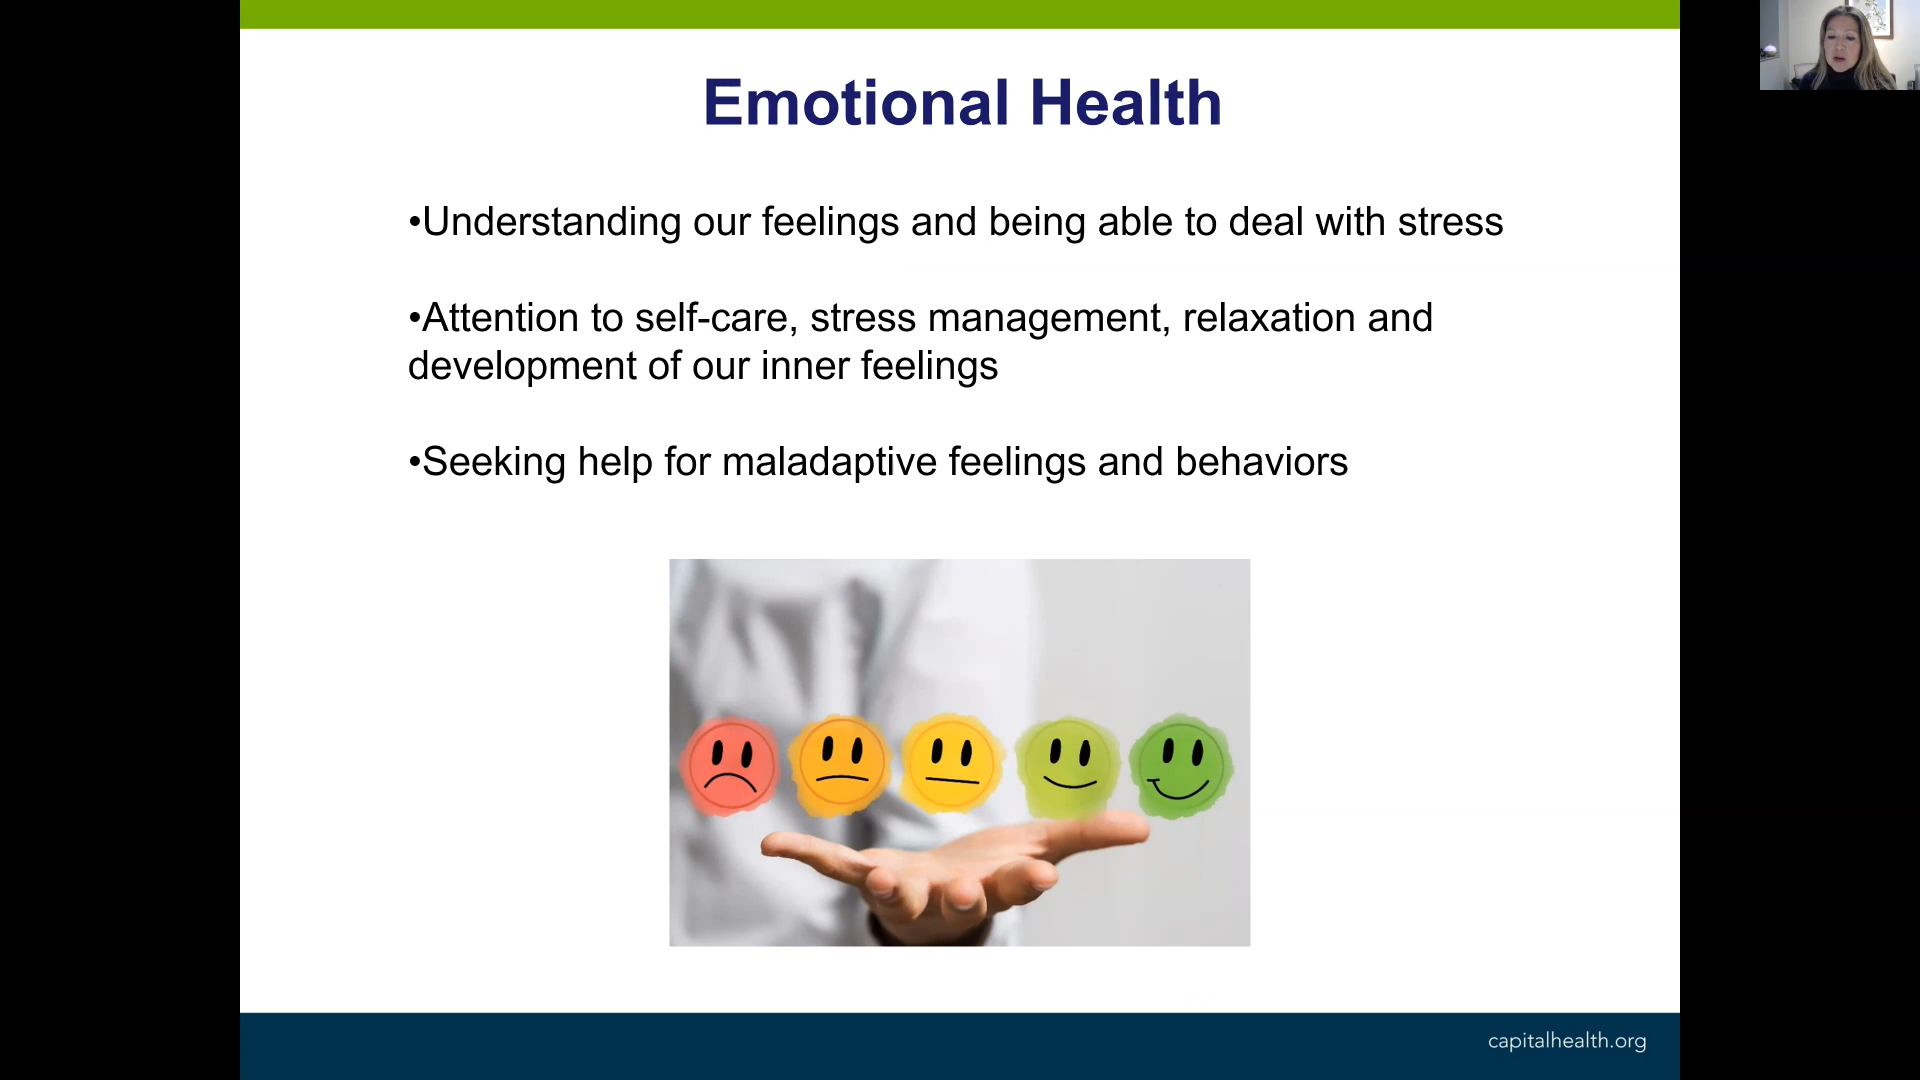 Emotional Health
•Understanding our feelings and being able to deal with stress
•Attention to self-care, stress management, relaxation and
development of our inner feelings
•Seeking help for maladaptive feelings and behaviors
capitalhealth.org